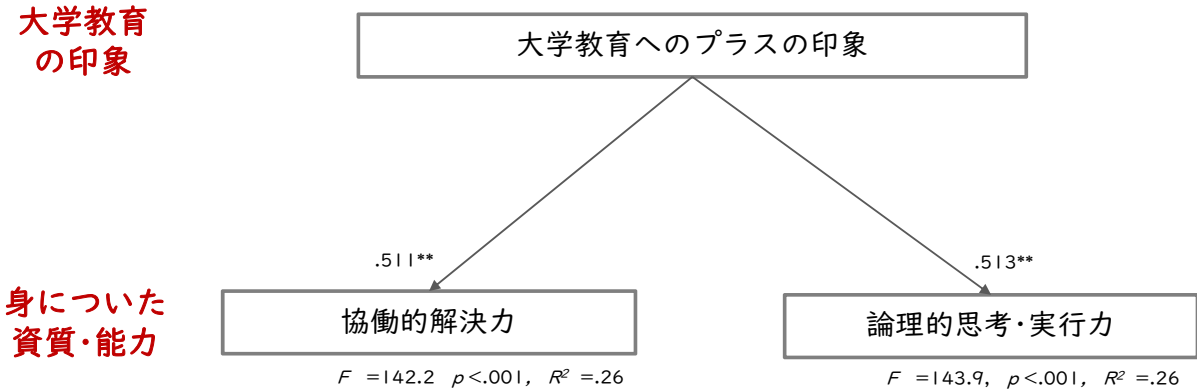 大学教育
の印象
大学教育へのプラスの印象
.511**
.513**
身についた
資質・能力
協働的解決力
論理的思考・実行力
F =142.2 p<.001, R² =.26
F =143.9, p<.001, R² =.26